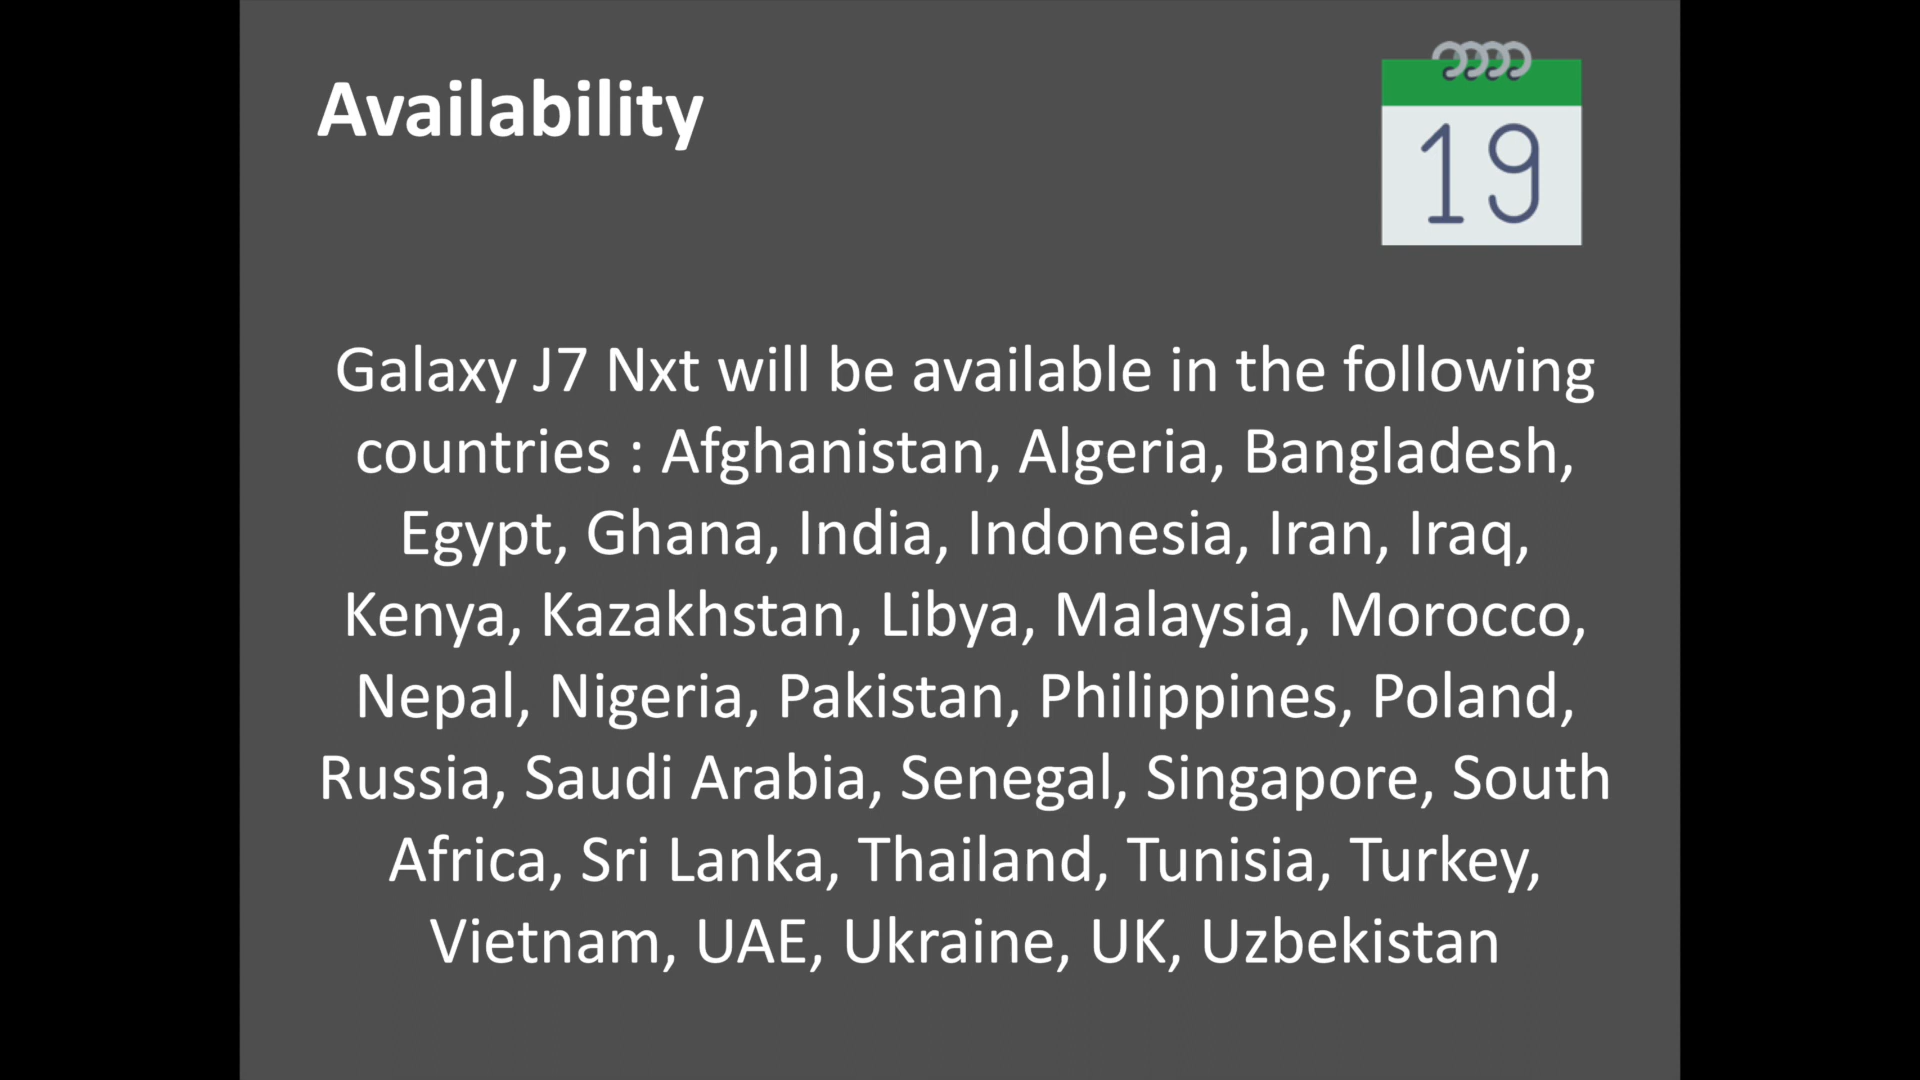 Availability
19
Galaxy J7 Nxt will be available in the following
countries : Afghanistan, Algeria, Bangladesh,
Egypt, Ghana, India, Indonesia, Iran, Iraq,
Kenya, Kazakhstan, Libya, Malaysia, Morocco,
Nepal, Nigeria, Pakistan, Philippines, Poland,
Russia, Saudi Arabia, Senegal, Singapore, South
Africa, Sri Lanka, Thailand, Tunisia, Turkey,
Vietnam, UAE, Ukraine, UK, Uzbekistan